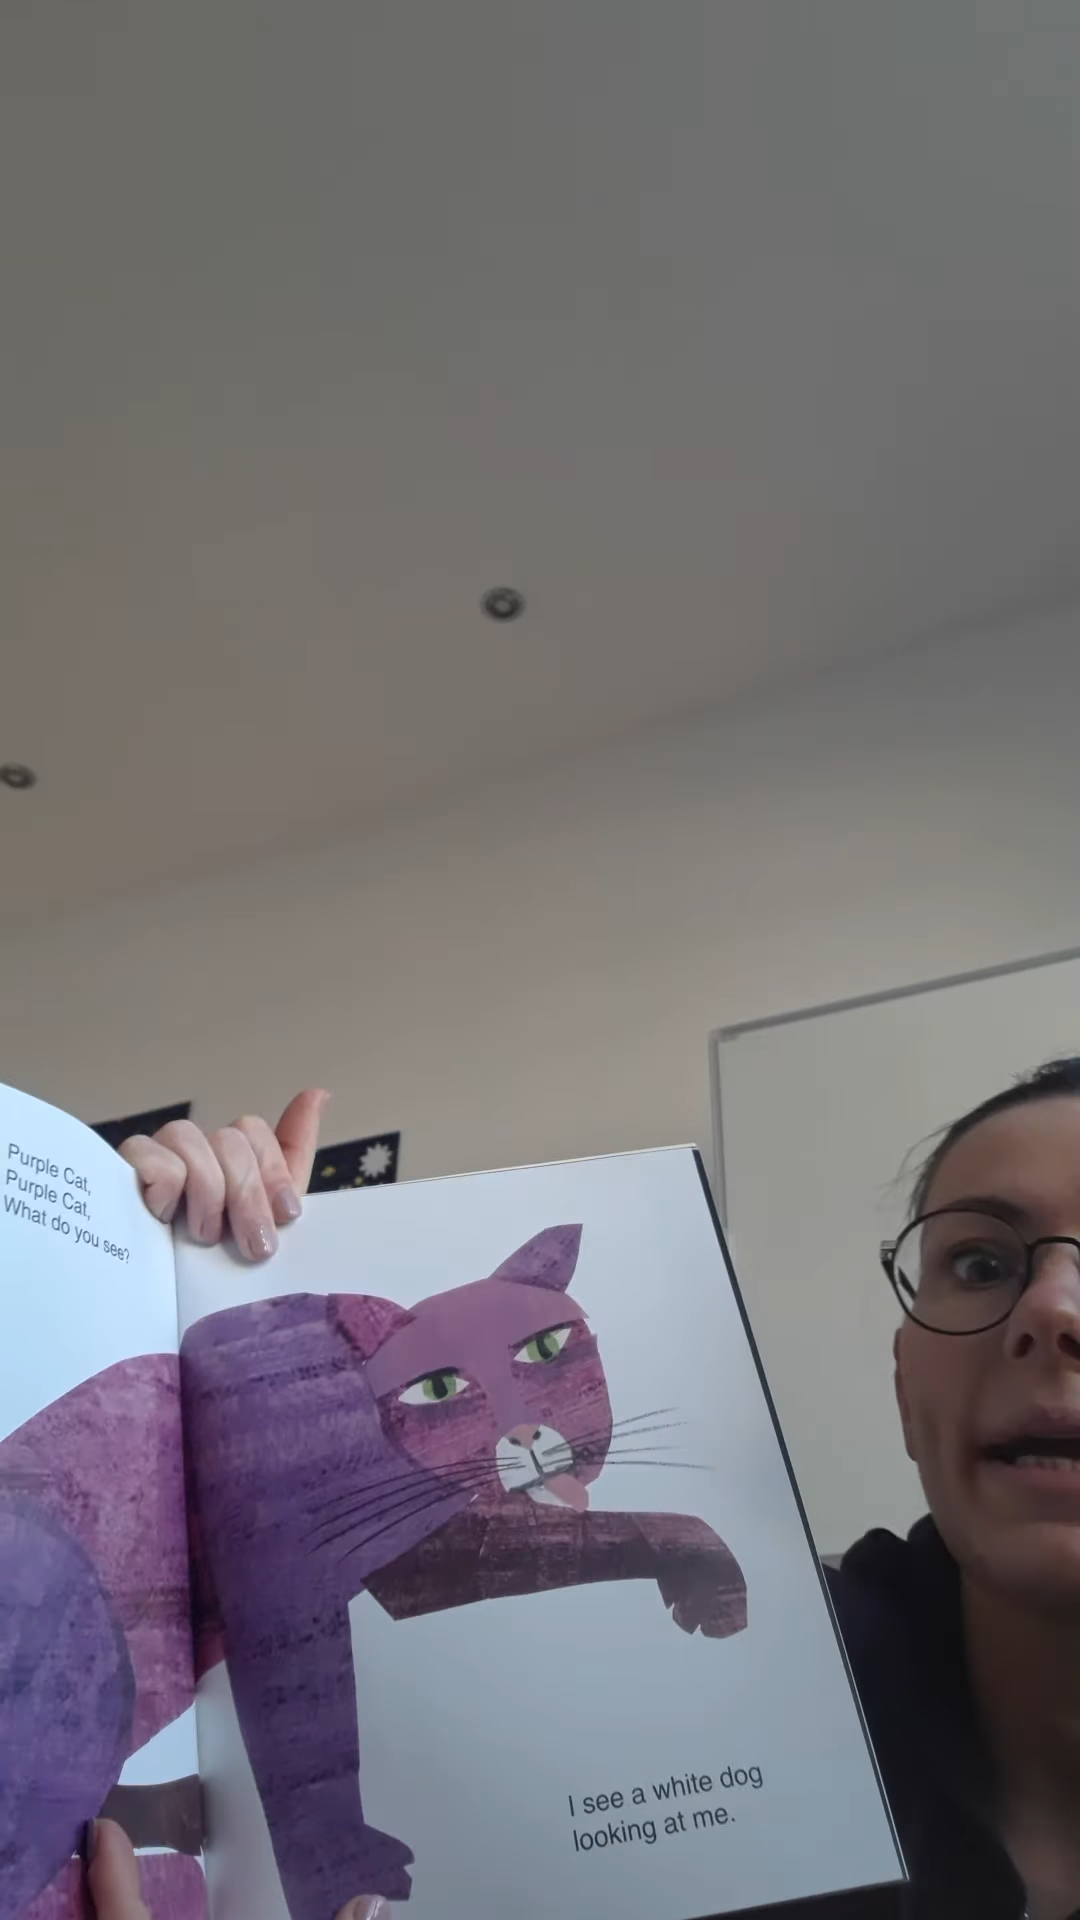 Purple Cat,
Purple Cat,
What do you see?
I see a white dog
looking at me.